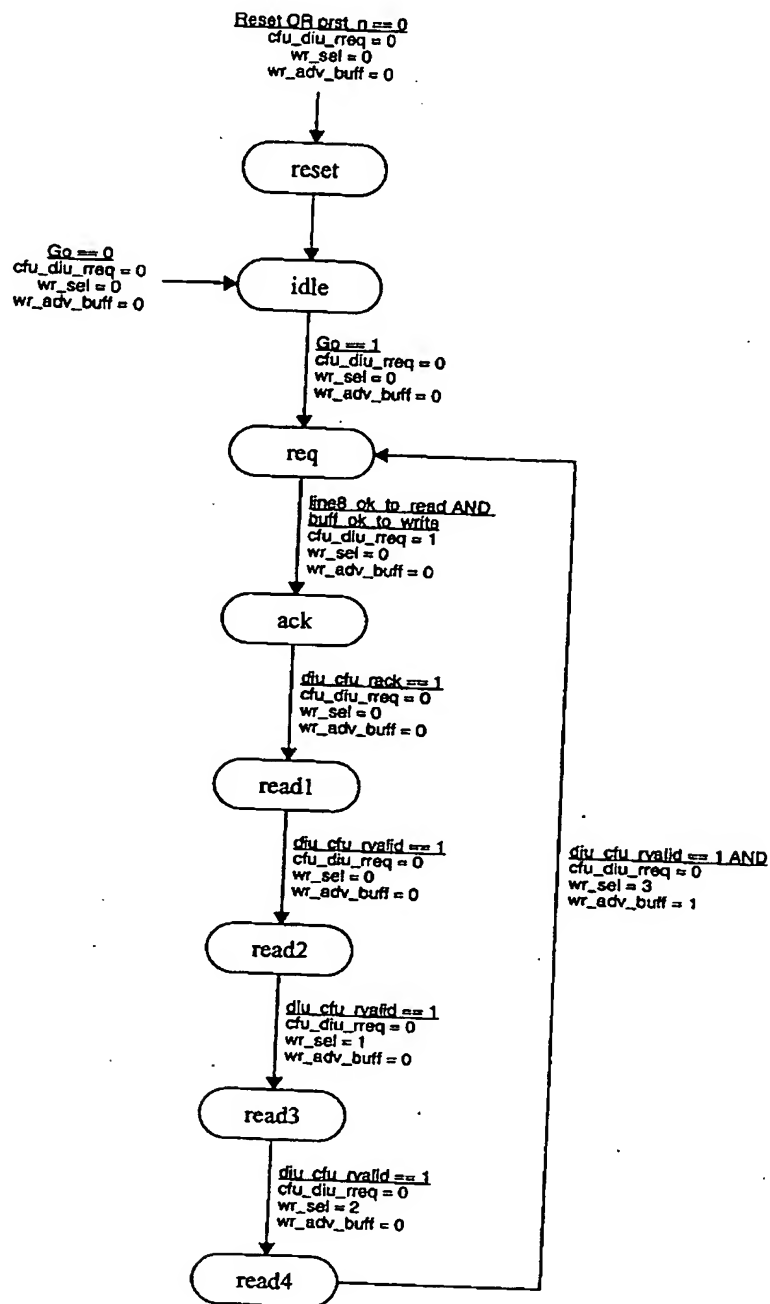 Reset OR prst_n == 0
cfu_diu_rreq = 0
wr_sel = 0
wr_adv_buff = 0
reset
Go == 0
cfu_diu_rreq = 0
wr_sel = 0
wr_adv_buff = 0
idle
Go == 1
cfu_diu_rreq = 0
wr_sel = 0
wr_adv_buff = 0
req
line8_ok_to_read AND
buff_ok_to_write
cfu_diu_rreq = 1
wr_sel = 0
wr_adv_buff = 0
ack
diu_cfu_rack == 1
cfu_diu_rreq = 0
wr_sel = 0
wr_adv_buff = 0
read1
diu_cfu_rvalid == 1
cfu_diu_rreq = 0
wr_sel = 0
wr_adv_buff = 0
diu_cfu_rvalid == 1 AND
cfu_diu_rreq = 0
wr_sel = 3
wr_adv_buff = 1
read2
diu_cfu_rvalid == 1
cfu_diu_rreq = 0
wr_sel = 1
wr_adv_buff = 0
read3
diu_cfu_rvalid == 1
cfu_diu_rreq = 0
wr_sel = 2
wr_adv_buff = 0
read4